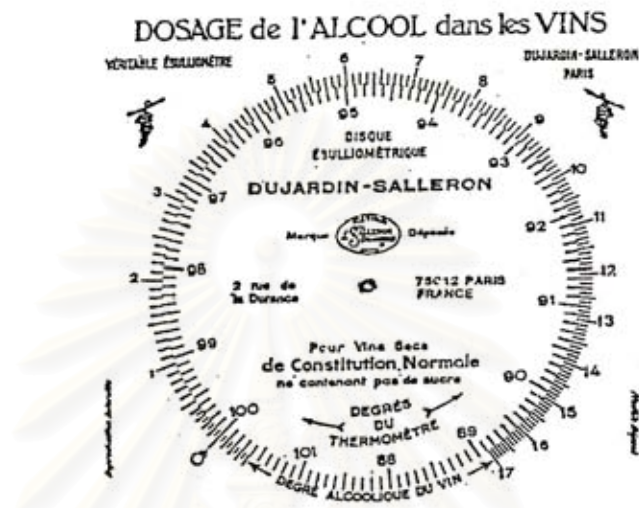 DOSAGE de l'ALCOOL dans les VINS
VÉRITABLE ÉBULLIOMÈTRE
DUJARDIN-SALLERON
PARIS
0
1
2
3
4
5
6
7
8
9
10
11
12
13
14
15
16
17
101
100
99
98
97
96
95
94
93
92
91
90
89
88
DISQUE
ÉBULLIOMÉTRIQUE
DUJARDIN-SALLERON
Marque
Déposée
2 rue de
la Durance
75012 PARIS
FRANCE
Pour Vins Secs
de Constitution Normale
ne contenant pas de sucre
DEGRÉS
DU
THERMOMÈTRE
DEGRÉ ALCOOLIQUE DU VIN